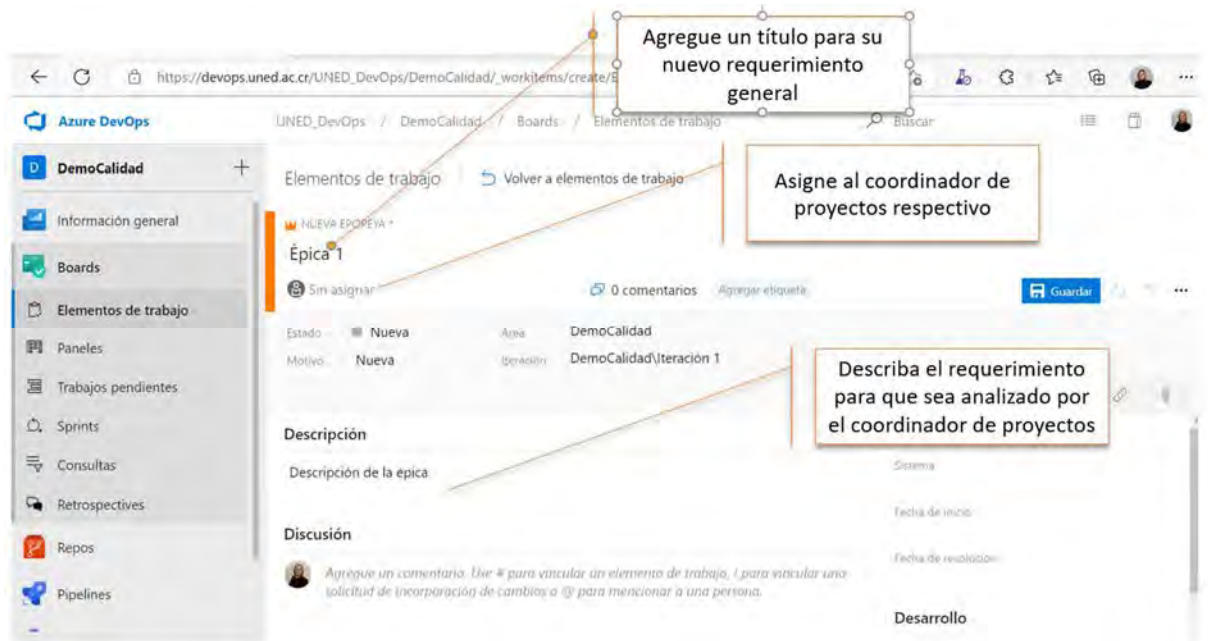 Agregue un título para su
nuevo requerimiento
general
https://devops.uned.ac.cr/UNED_DevOps/DemoCalidad/_workitems/create/E
Azure DevOps
UNED_DevOps / DemoCalidad / Boards / Elementos de trabajo
Buscar
D DemoCalidad
Elementos de trabajo
Volver a elementos de trabajo
Asigne al coordinador de
proyectos respectivo
Información general
NUEVA EPOPEYA *
Épica 1
Boards
Sin asignar
0 comentarios
Agregar etiqueta
Guardar
Elementos de trabajo
Estado Nueva
Área DemoCalidad
Paneles
Motivo Nueva
Iteración DemoCalidad\Iteración 1
Describa el requerimiento
para que sea analizado por
el coordinador de proyectos
Trabajos pendientes
Sprints
Descripción
Consultas
Descripción de la epica
Sistema
Retrospectives
Fecha de inicio
Discusión
Repos
Fecha de resolución
Agregue un comentario. Use # para vincular un elemento de trabajo, ! para vincular una
solicitud de incorporación de cambios o @ para mencionar a una persona.
Pipelines
Desarrollo